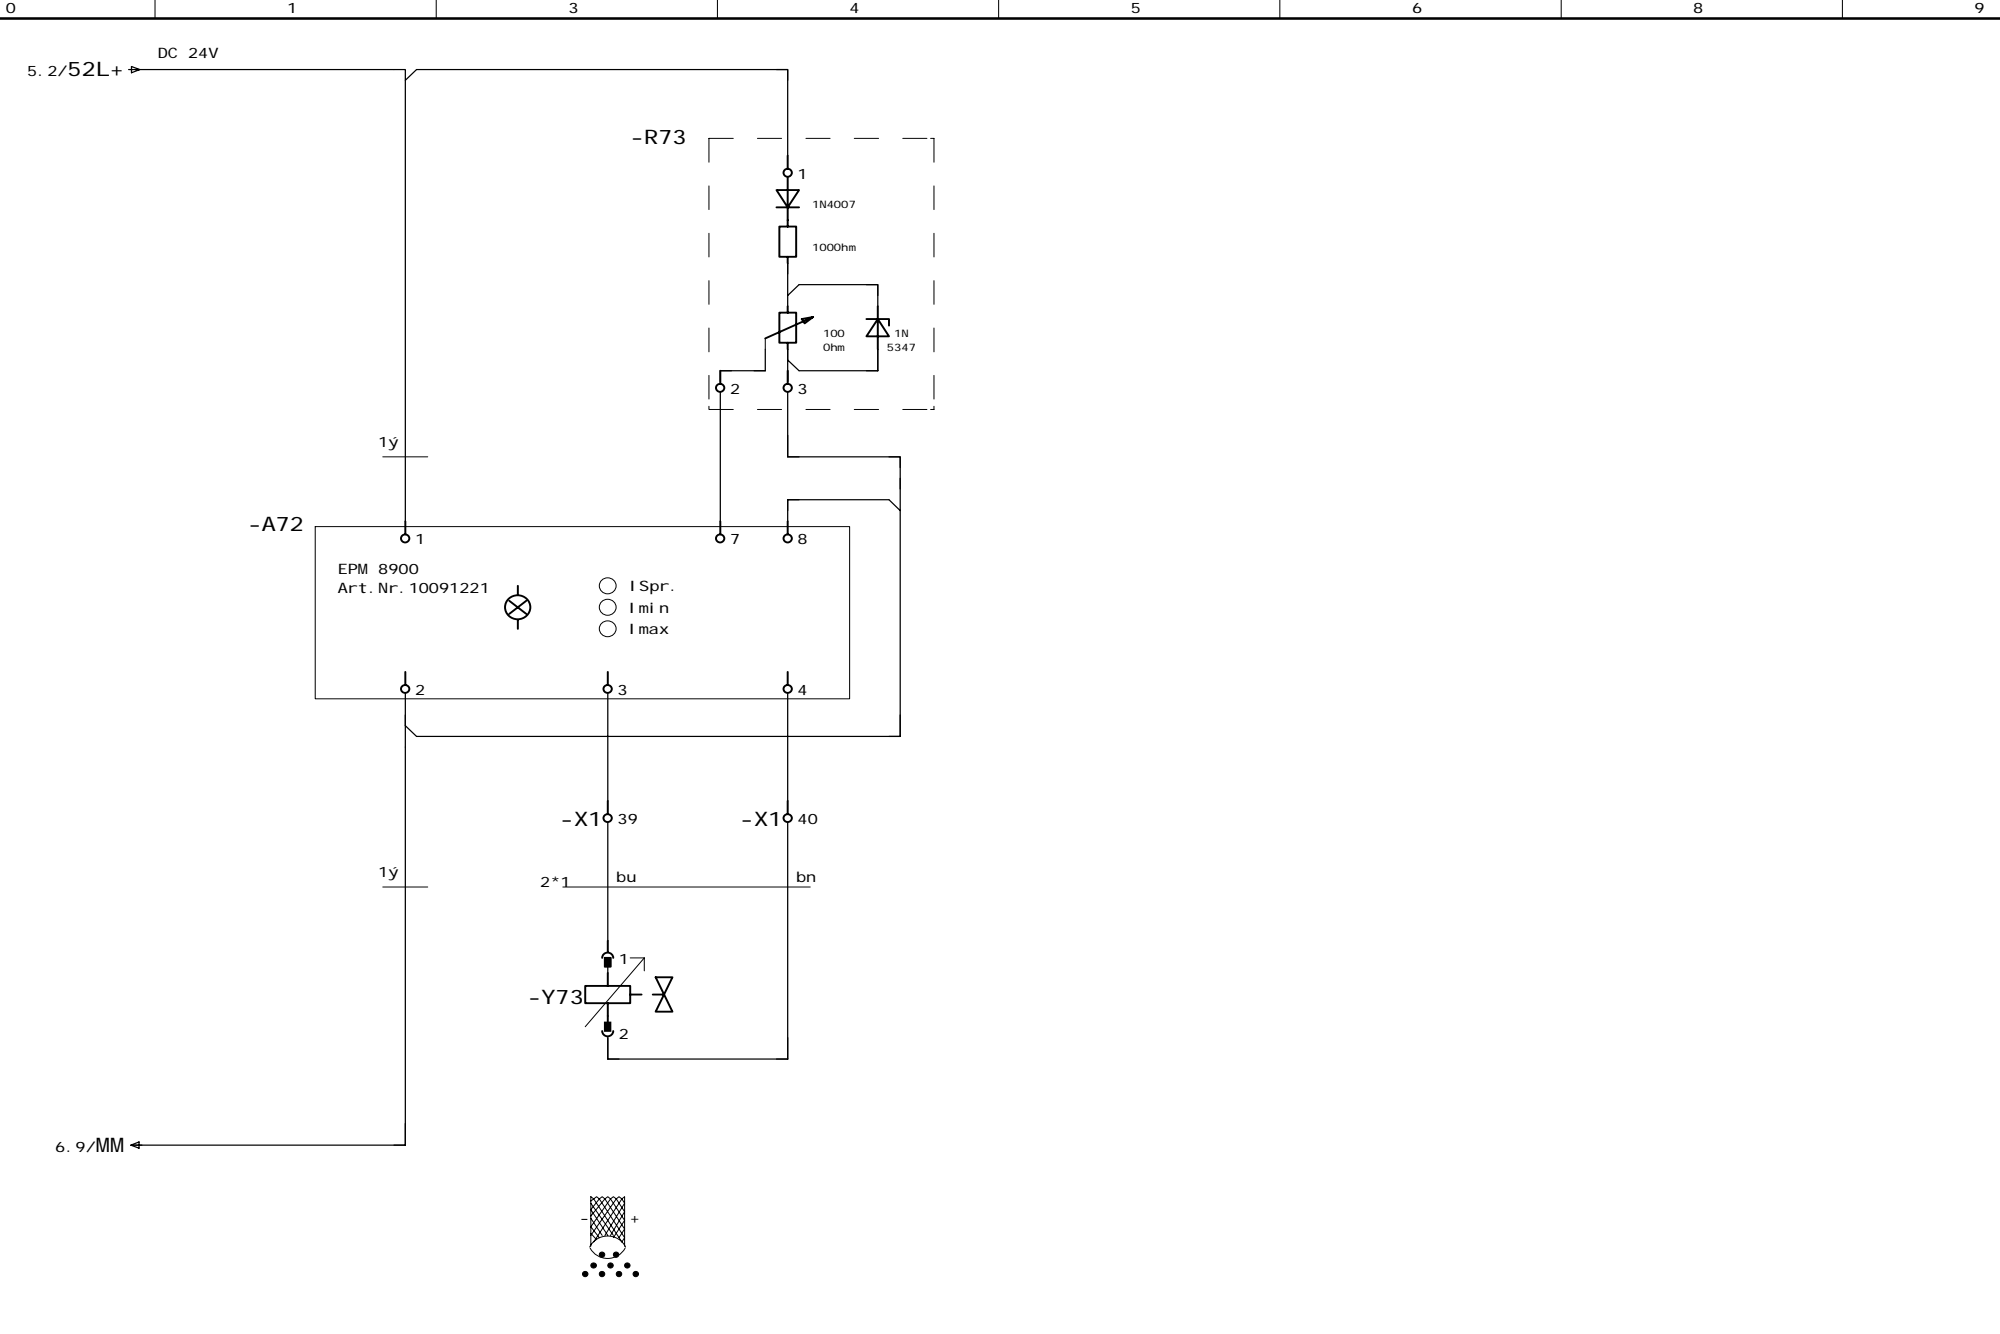 0 1 3 4 5 6 8 9
DC 24V
5.2/52L+
-R73
1
1N4007
100Ohm
100
Ohm
1N
5347
2 3
1ý
-A72
1 7 8
EPM 8900
Art.Nr.10091221
ISpr.
Imin
Imax
2 3 4
-X1 39 -X1 40
1ý
2*1 bu bn
1
-Y73
2
6.9/MM
- +